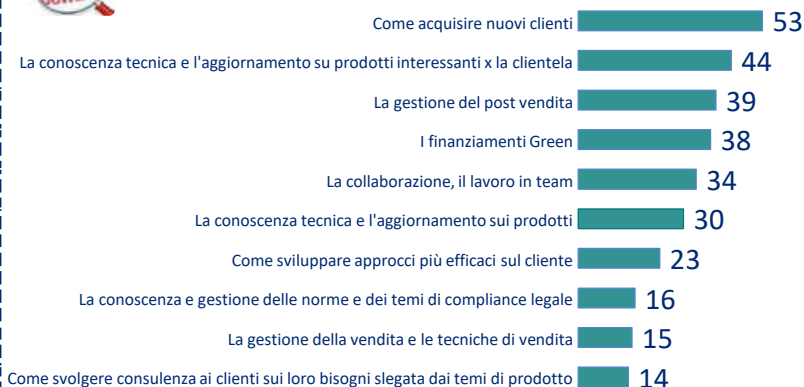 Come acquisire nuovi clienti 53
La conoscenza tecnica e l'aggiornamento su prodotti interessanti x la clientela 44
La gestione del post vendita 39
I finanziamenti Green 38
La collaborazione, il lavoro in team 34
La conoscenza tecnica e l'aggiornamento sui prodotti 30
Come sviluppare approcci più efficaci sul cliente 23
La conoscenza e gestione delle norme e dei temi di compliance legale 16
La gestione della vendita e le tecniche di vendita 15
Come svolgere consulenza ai clienti sui loro bisogni slegata dai temi di prodotto 14